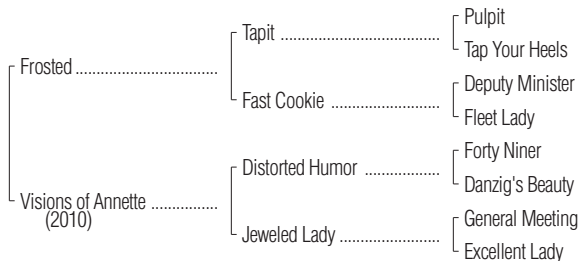 Pulpit
Tapit ................................
Tap Your Heels
Frosted ................................
Deputy Minister
Fast Cookie ......................
Fleet Lady
Forty Niner
Distorted Humor ...............
Danzig's Beauty
Visions of Annette ..............
(2010)
General Meeting
Jeweled Lady ....................
Excellent Lady